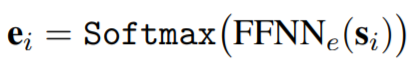 e_i = Softmax(FFNN_e(s_i))